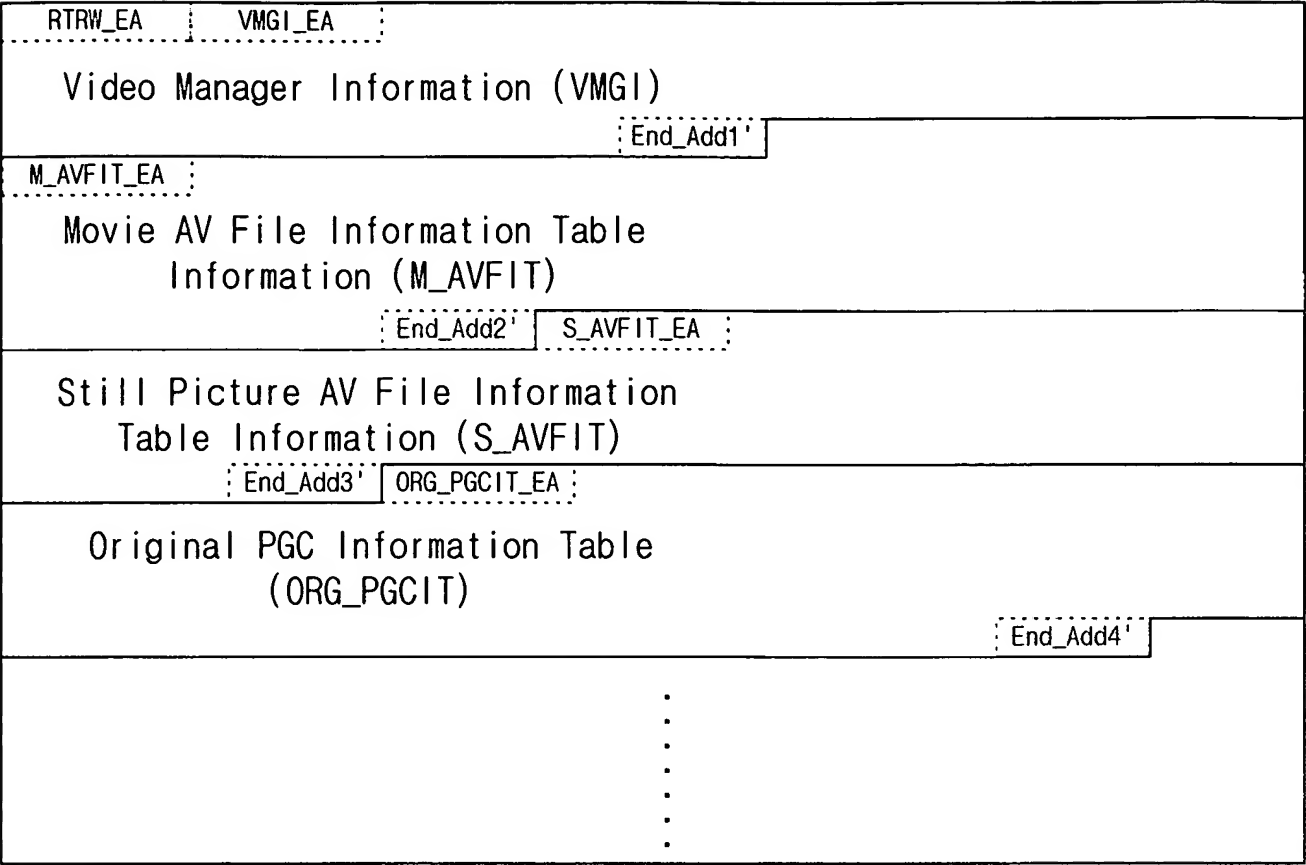 RTRW_EA VMGI_EA
Video Manager Information (VMGI)
End_Add1'
M_AVFIT_EA
Movie AV File Information Table
Information (M_AVFIT)
End_Add2' S_AVFIT_EA
Still Picture AV File Information
Table Information (S_AVFIT)
End_Add3' ORG_PGCIT_EA
Original PGC Information Table
(ORG_PGCIT)
End_Add4'